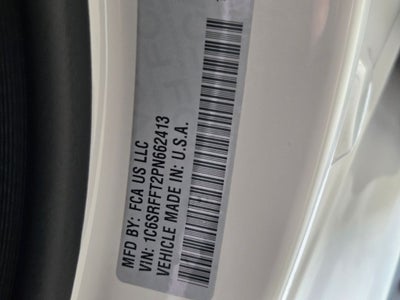 MFD BY: FCA US LLC
VIN: 1C6SRFFT2PN662413
VEHICLE MADE IN: U.S.A.